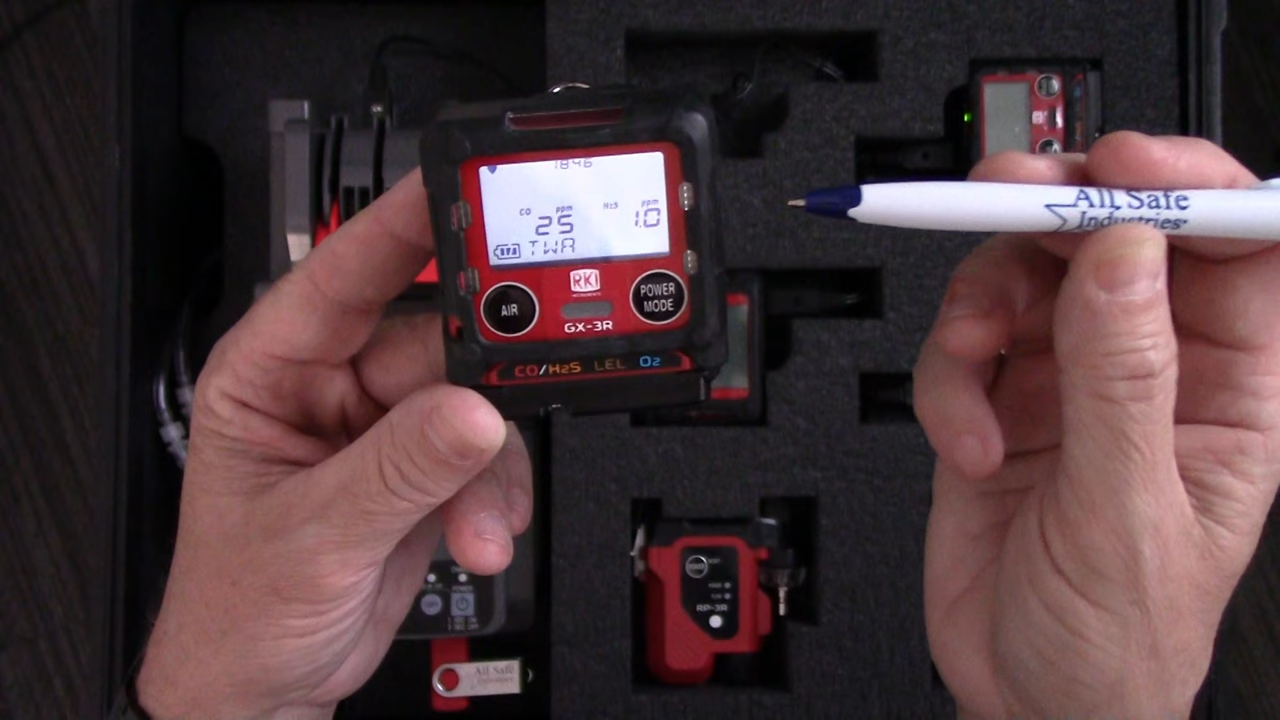 1846
CO ppm H2S ppm
25 1.0
TWA
RKI
AIR
POWER
MODE
GX-3R
CO/H2S LEL O2
All Safe
Industries
RP-3R
All Safe
Industries